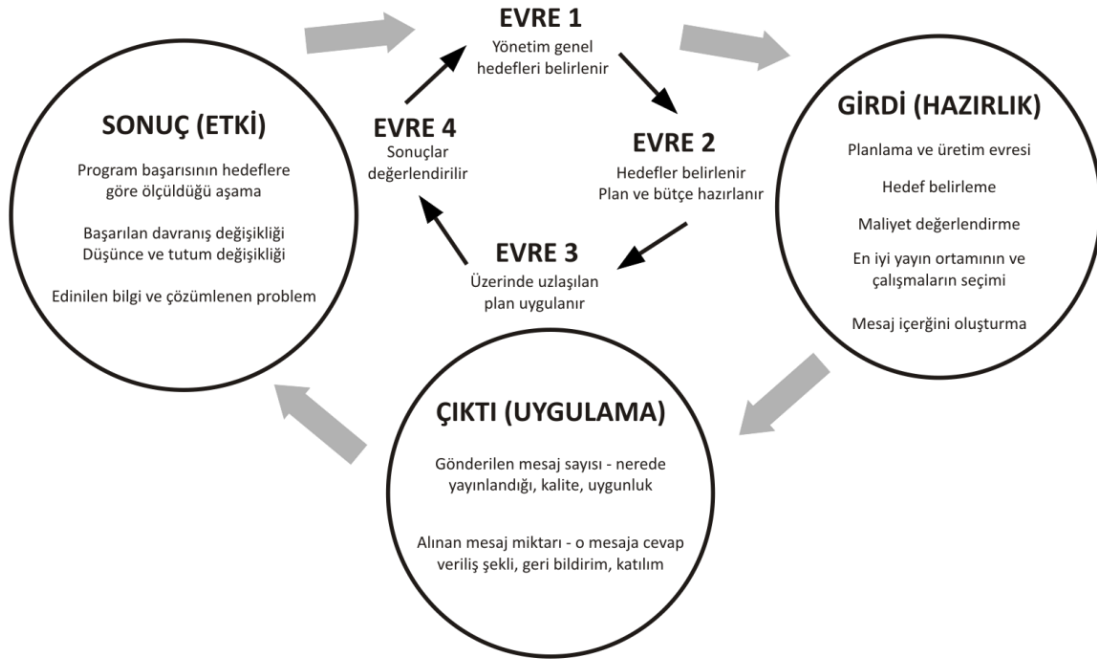 EVRE 1
Yönetim genel
hedefleri belirlenir
EVRE 2
Hedefler belirlenir
Plan ve bütçe hazırlanır
EVRE 3
Üzerinde uzlaşılan
plan uygulanır
EVRE 4
Sonuçlar
değerlendirilir
GİRDİ (HAZIRLIK)
Planlama ve üretim evresi
Hedef belirleme
Maliyet değerlendirme
En iyi yayın ortamının ve
çalışmaların seçimi
Mesaj içerğini oluşturma
ÇIKTI (UYGULAMA)
Gönderilen mesaj sayısı - nerede
yayınlandığı, kalite, uygunluk
Alınan mesaj miktarı - o mesaja cevap
veriliş şekli, geri bildirim, katılım
SONUÇ (ETKİ)
Program başarısının hedeflere
göre ölçüldüğü aşama
Başarılan davranış değişikliği
Düşünce ve tutum değişikliği
Edinilen bilgi ve çözümlenen problem